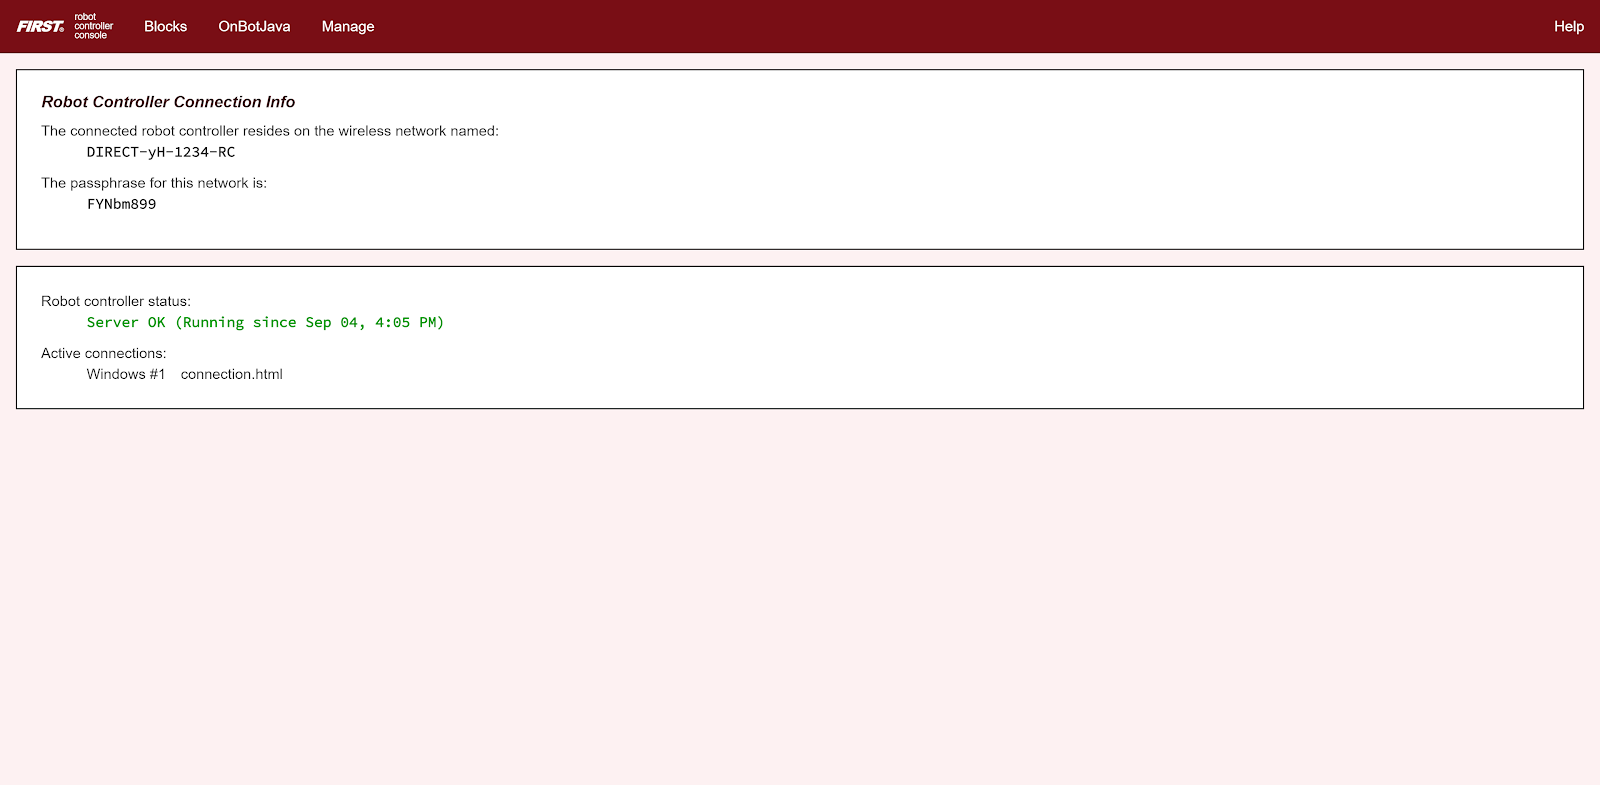 FIRST® robot controller console Blocks OnBotJava Manage Help
Robot Controller Connection Info
The connected robot controller resides on the wireless network named:
DIRECT-yH-1234-RC
The passphrase for this network is:
FYNbm899
Robot controller status:
Server OK (Running since Sep 04, 4:05 PM)
Active connections:
Windows #1 connection.html